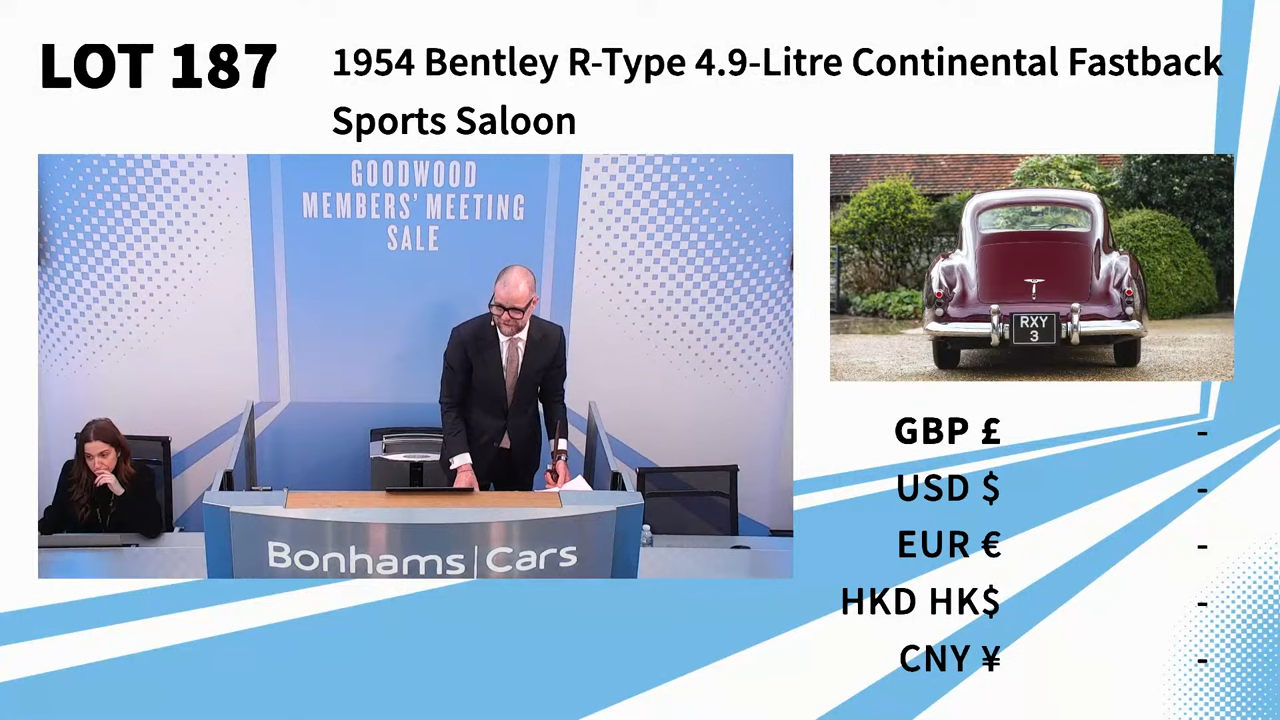 LOT 187
1954 Bentley R-Type 4.9-Litre Continental Fastback
Sports Saloon
GOODWOOD
MEMBERS' MEETING
SALE
Bonhams|Cars
RXY
3
GBP £ -
USD $ -
EUR € -
HKD HK$ -
CNY ¥ -